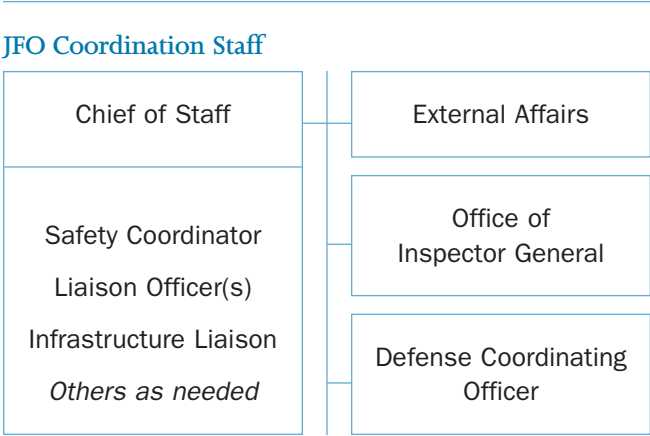 JFO Coordination Staff
Chief of Staff
Safety Coordinator
Liaison Officer(s)
Infrastructure Liaison
Others as needed
External Affairs
Office of
Inspector General
Defense Coordinating
Officer